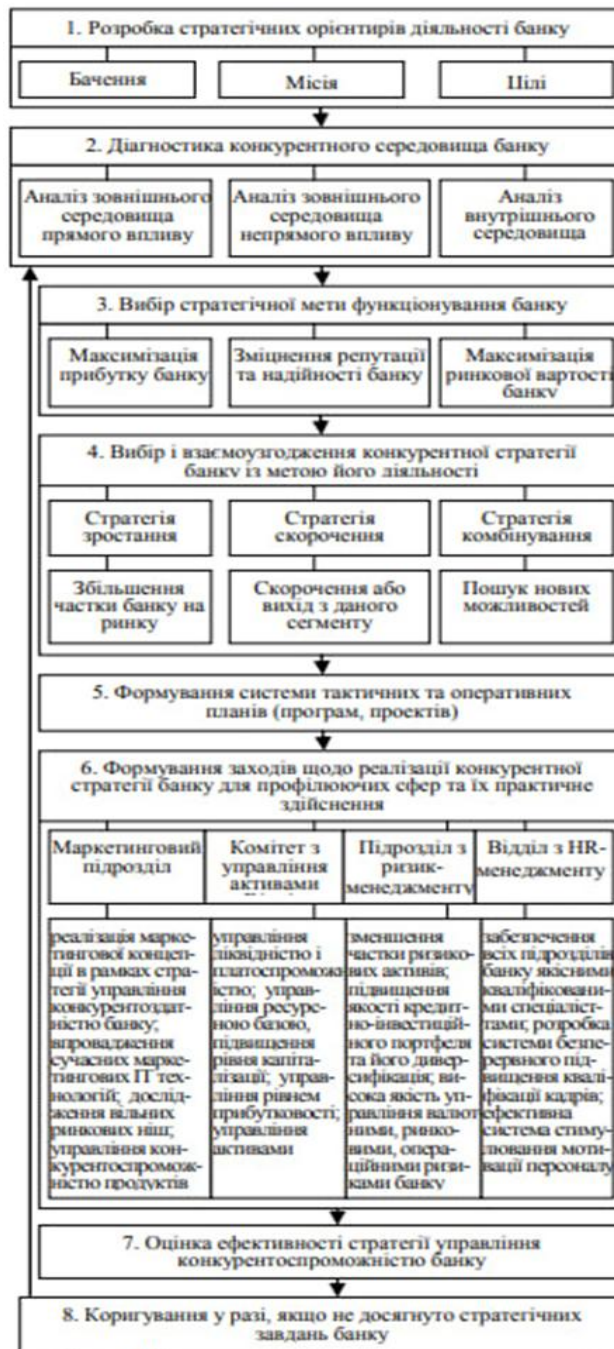 1. Розробка стратегічних орієнтирів діяльності банку
Бачення
Місія
Цілі
2. Діагностика конкурентного середовища банку
Аналіз зовнішнього
середовища
прямого впливу
Аналіз зовнішнього
середовища
непрямого впливу
Аналіз
внутрішнього
середовища
3. Вибір стратегічної мети функціонування банку
Максимізація
прибутку банку
Зміцнення репутації
та надійності банку
Максимізація
ринкової вартості
банку
4. Вибір і взаємоузгодження конкурентної стратегії
банку із метою його діяльності
Стратегія
зростання
Стратегія
скорочення
Стратегія
комбінування
Збільшення
частки банку на
ринку
Скорочення або
вихід з даного
сегменту
Пошук нових
можливостей
5. Формування системи тактичних та оперативних
планів (програм, проектів)
6. Формування заходів щодо реалізації конкурентної
стратегії банку для профілюючих сфер та їх практичне
здійснення
Маркетинговий
підрозділ
Комітет з
управління
активами
Підрозділ з
ризик-
менеджменту
Відділ з HR-
менеджменту
реалізація марке-
тингової концеп-
ції в рамках стра-
тегії управління
конкурентоздат-
ністю банку;
впровадження
сучасних марке-
тингових ІТ тех-
нологій; дослід-
ження вільних
ринкових ніш;
управління кон-
курентоспромож-
ністю продуктів
управління
ліквідністю і
платоспромож-
істю; управ-
ління ресурс-
ною базою,
підвищення
рівня капіта-
лізації; управ-
ління рівнем
прибутковості;
управління
активами
зменшення
частки ризико-
вих активів;
підвищення
якості кредит-
но-інвестицій-
ного портфеля
та його дивер-
сифікація; ви-
сока якість уп-
равління валют-
ними, ринко-
вими, опера-
ційними ризи-
ками банку
забезпечення
всіх підрозділів
банку якісними
кваліфіковани-
ми спеціаліс-
тами; розробка
системи безпе-
рервного під-
вищення квалі-
фікації кадрів;
ефективна
система стиму-
лювання моти-
вації персоналу
7. Оцінка ефективності стратегії управління
конкурентоспроможністю банку
8. Коригування у разі, якщо не досягнуто стратегічних
завдань банку